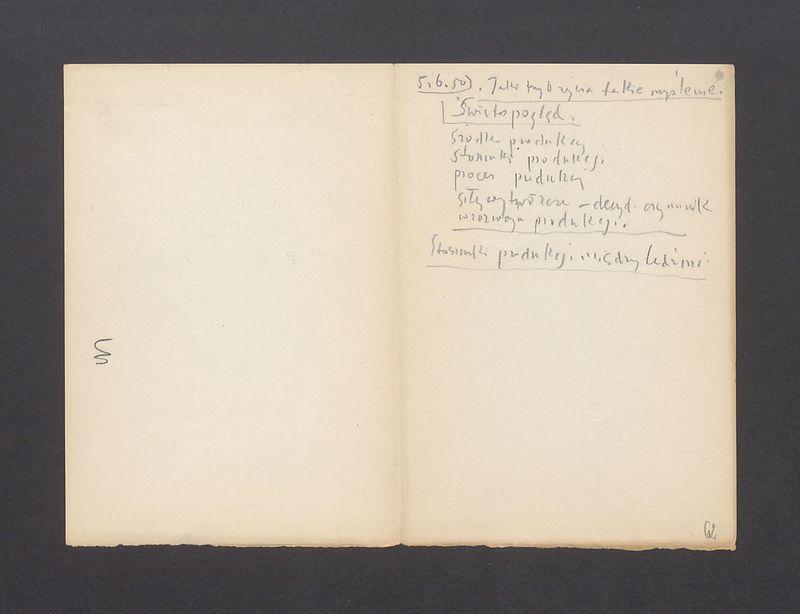 5.6.50). Jaki tryb życia takie myślenie.
Światopogląd.
środki produkcji
stosunki produkcji.
proces produkcji
siły wytwórcze – decyd. czynnik
w rozwoju produkcji.
Stosunki produkcji między ludźmi.
62